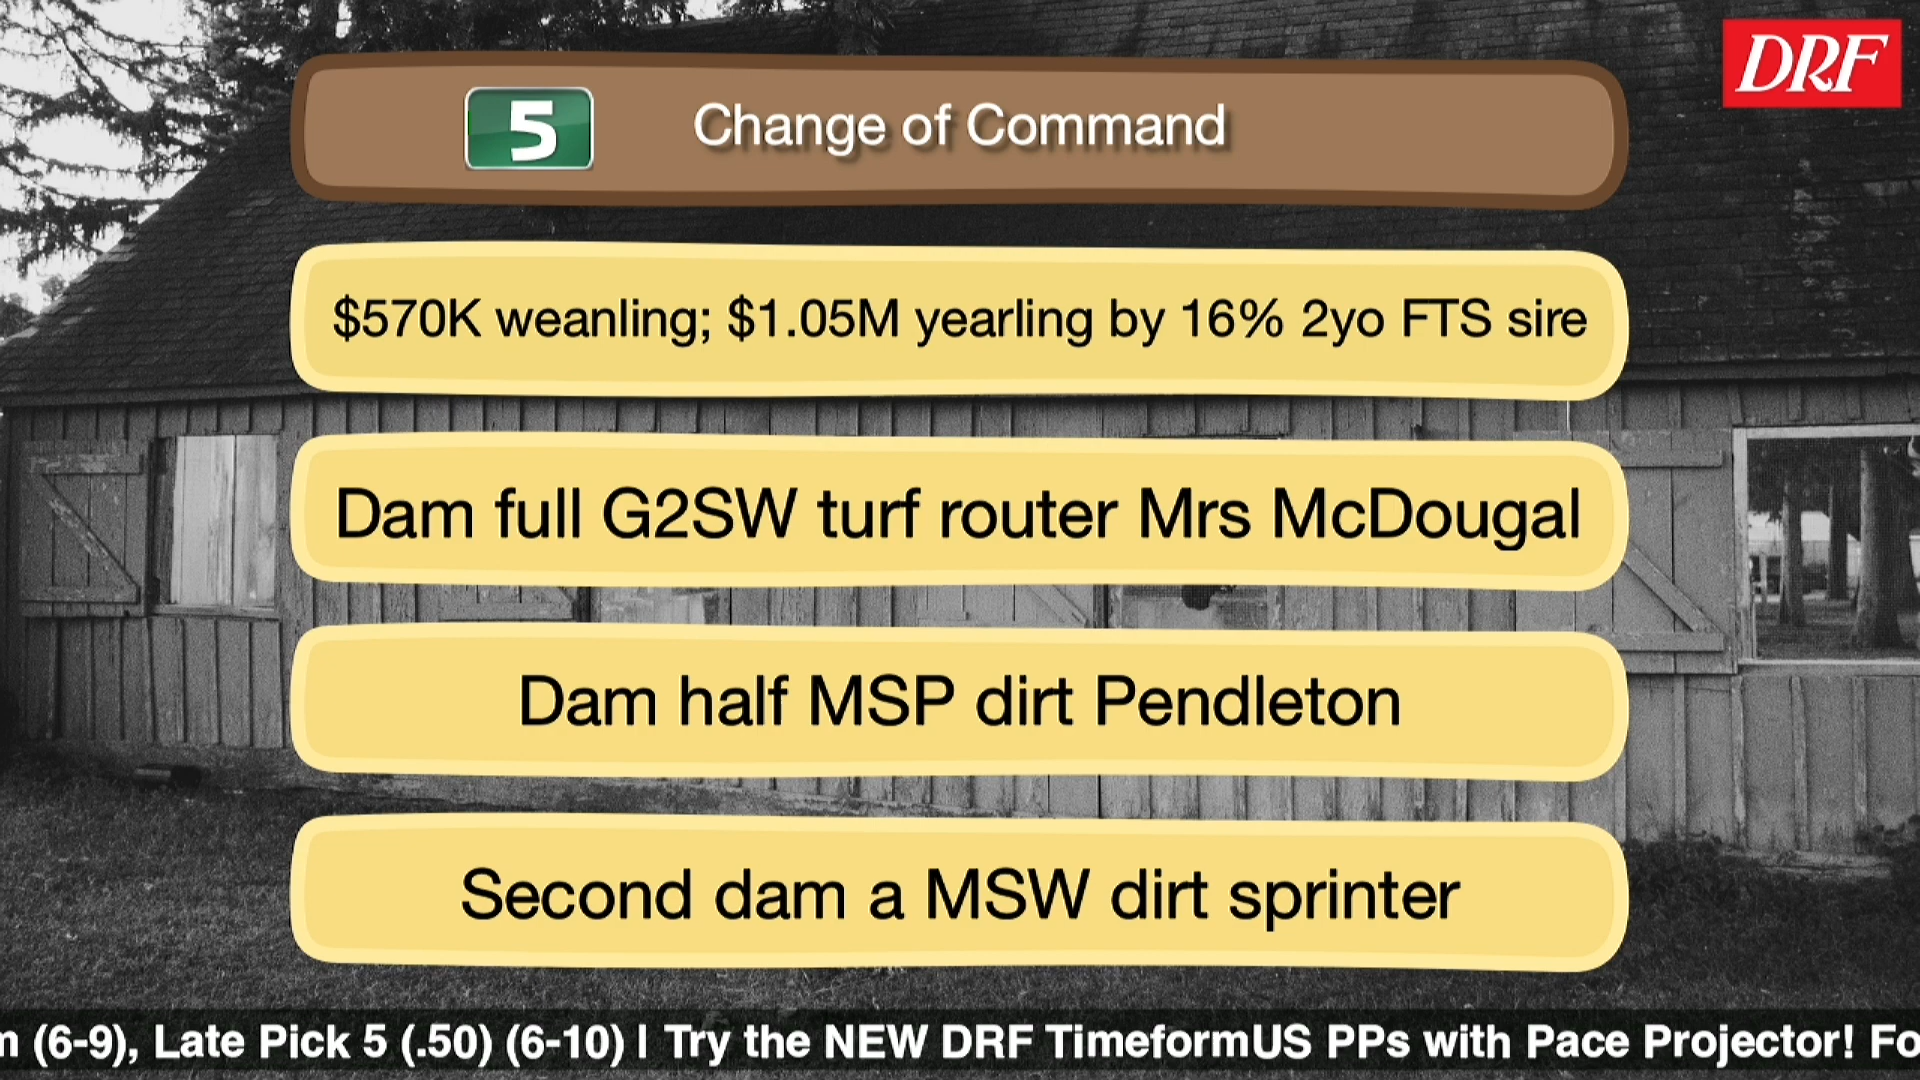 DRF
5 Change of Command
$570K weanling; $1.05M yearling by 16% 2yo FTS sire
Dam full G2SW turf router Mrs McDougal
Dam half MSP dirt Pendleton
Second dam a MSW dirt sprinter
(6-9), Late Pick 5 (.50) (6-10) | Try the NEW DRF TimeformUS PPs with Pace Projector!